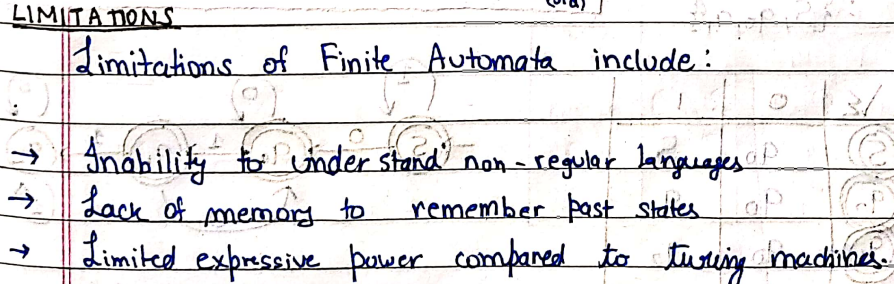 LIMITATIONS
Limitations of Finite Automata include:
→ Inability to understand non-regular languages
→ Lack of memory to remember past states
→ Limited expressive power compared to turing machines.